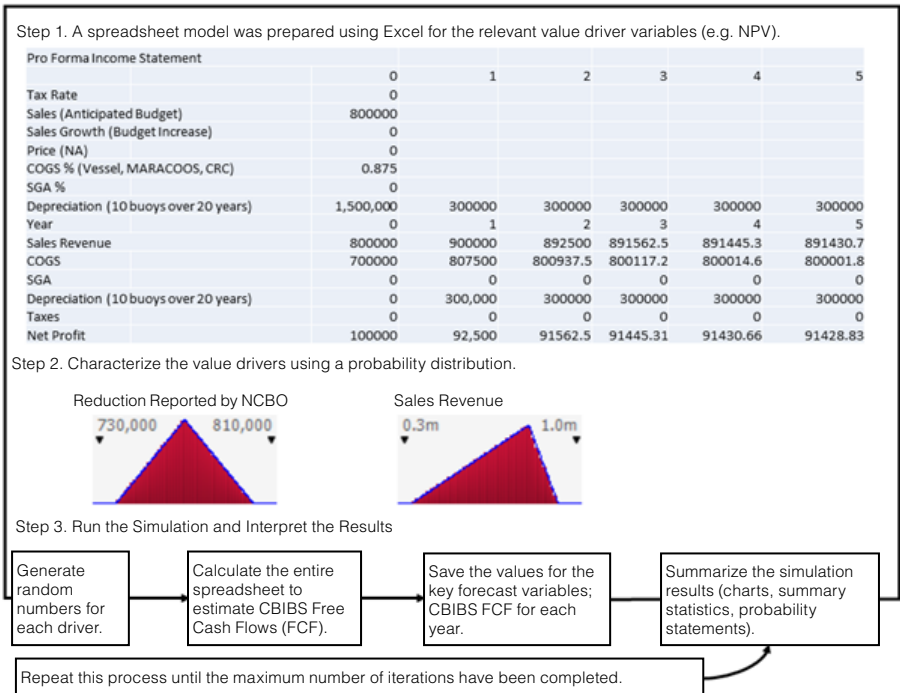 Step 1. A spreadsheet model was prepared using Excel for the relevant value driver variables (e.g. NPV).
Pro Forma Income Statement
0 1 2 3 4 5
Tax Rate 0
Sales (Anticipated Budget) 800000
Sales Growth (Budget Increase) 0
Price (NA) 0
COGS % (Vessel, MARACOOS, CRC) 0.875
SGA % 0
Depreciation (10 buoys over 20 years) 1,500,000 300000 300000 300000 300000 300000
Year 0 1 2 3 4 5
Sales Revenue 800000 900000 892500 891562.5 891445.3 891430.7
COGS 700000 807500 800937.5 800117.2 800014.6 800001.8
SGA 0 0 0 0 0 0
Depreciation (10 buoys over 20 years) 0 300,000 300000 300000 300000 300000
Taxes 0 0 0 0 0 0
Net Profit 100000 92,500 91562.5 91445.31 91430.66 91428.83
Step 2. Characterize the value drivers using a probability distribution.
Reduction Reported by NCBO
730,000 810,000
Sales Revenue
0.3m 1.0m
Step 3. Run the Simulation and Interpret the Results
Generate
random
numbers for
each driver.
Calculate the entire
spreadsheet to
estimate CBIBS Free
Cash Flows (FCF).
Save the values for the
key forecast variables;
CBIBS FCF for each
year.
Summarize the simulation
results (charts, summary
statistics, probability
statements).
Repeat this process until the maximum number of iterations have been completed.